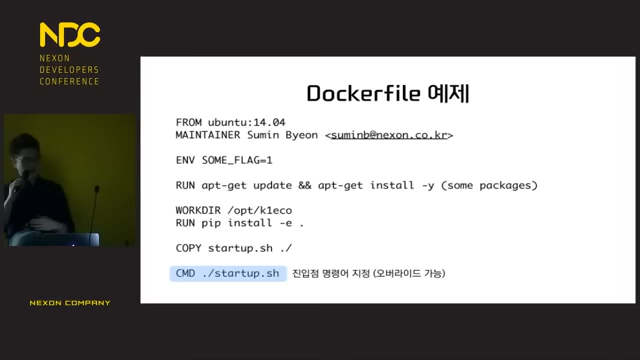 NDC
NEXON
DEVELOPERS
CONFERENCE
Dockerfile 예제
FROM ubuntu:14.04
MAINTAINER Sumin Byeon <suminb@nexon.co.kr>
ENV SOME_FLAG=1
RUN apt-get update && apt-get install -y (some packages)
WORKDIR /opt/k1eco
RUN pip install -e .
COPY startup.sh ./
CMD ./startup.sh 진입점 명령어 지정 (오버라이드 가능)
NEXON COMPANY